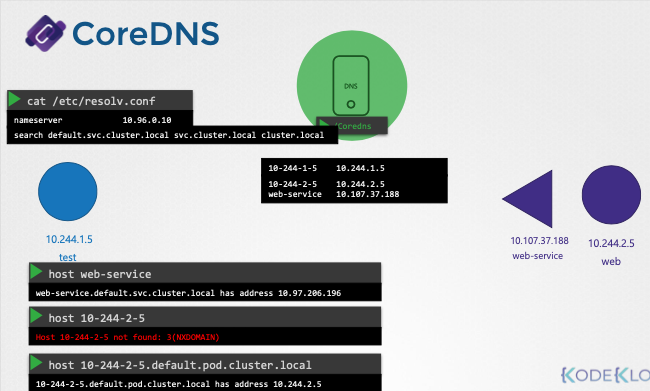 CoreDNS
DNS
cat /etc/resolv.conf
nameserver 10.96.0.10
search default.svc.cluster.local svc.cluster.local cluster.local
/Coredns
10-244-1-5 10.244.1.5
10-244-2-5 10.244.2.5
web-service 10.107.37.188
10.244.1.5
test
10.107.37.188
web-service
10.244.2.5
web
host web-service
web-service.default.svc.cluster.local has address 10.97.206.196
host 10-244-2-5
Host 10-244-2-5 not found: 3(NXDOMAIN)
host 10-244-2-5.default.pod.cluster.local
10-244-2-5.default.pod.cluster.local has address 10.244.2.5
KODEKLO